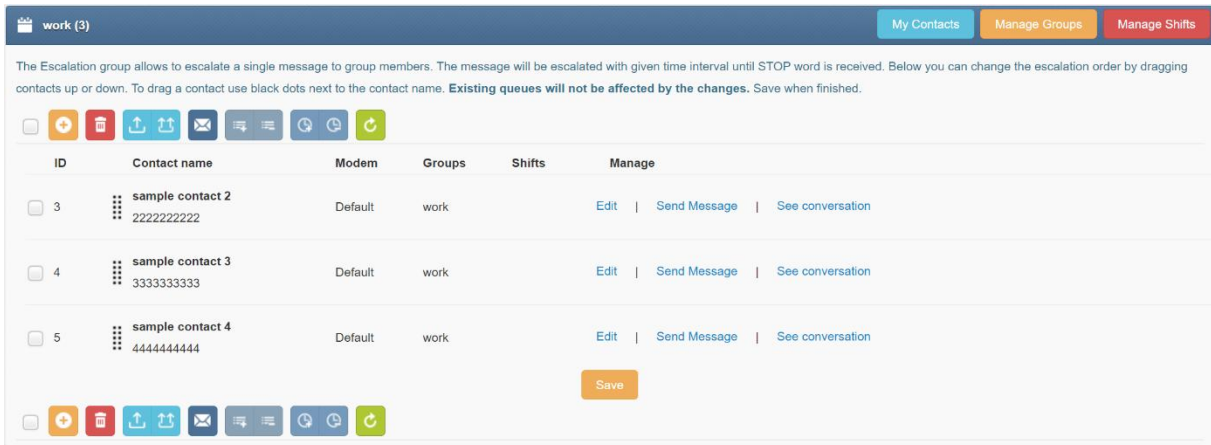 work (3)
My Contacts
Manage Groups
Manage Shifts
The Escalation group allows to escalate a single message to group members. The message will be escalated with given time interval until STOP word is received. Below you can change the escalation order by dragging
contacts up or down. To drag a contact use black dots next to the contact name. Existing queues will not be affected by the changes. Save when finished.
ID Contact name Modem Groups Shifts Manage
sample contact 2
3 Default work Edit | Send Message | See conversation
2222222222
sample contact 3
4 Default work Edit | Send Message | See conversation
3333333333
sample contact 4
5 Default work Edit | Send Message | See conversation
4444444444
Save